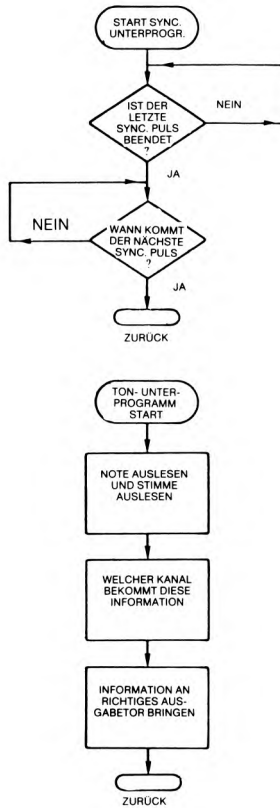 START SYNC.
UNTERPROGR.
IST DER
LETZTE
SYNC. PULS
BEENDET
?
NEIN
JA
NEIN
WANN KOMMT
DER NÄCHSTE
SYNC. PULS
?
JA
ZURÜCK
TON- UNTER-
PROGRAMM
START
NOTE AUSLESEN
UND STIMME
AUSLESEN
WELCHER KANAL
BEKOMMT DIESE
INFORMATION
INFORMATION AN
RICHTIGES AUS-
GABETOR BRINGEN
ZURÜCK